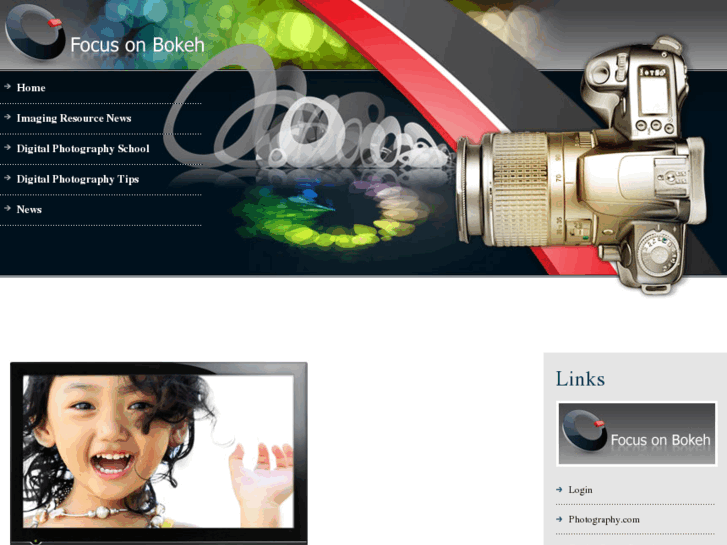 Focus on Bokeh
Home
Imaging Resource News
Digital Photography School
Digital Photography Tips
News
Links
Focus on Bokeh
Login
Photography.com